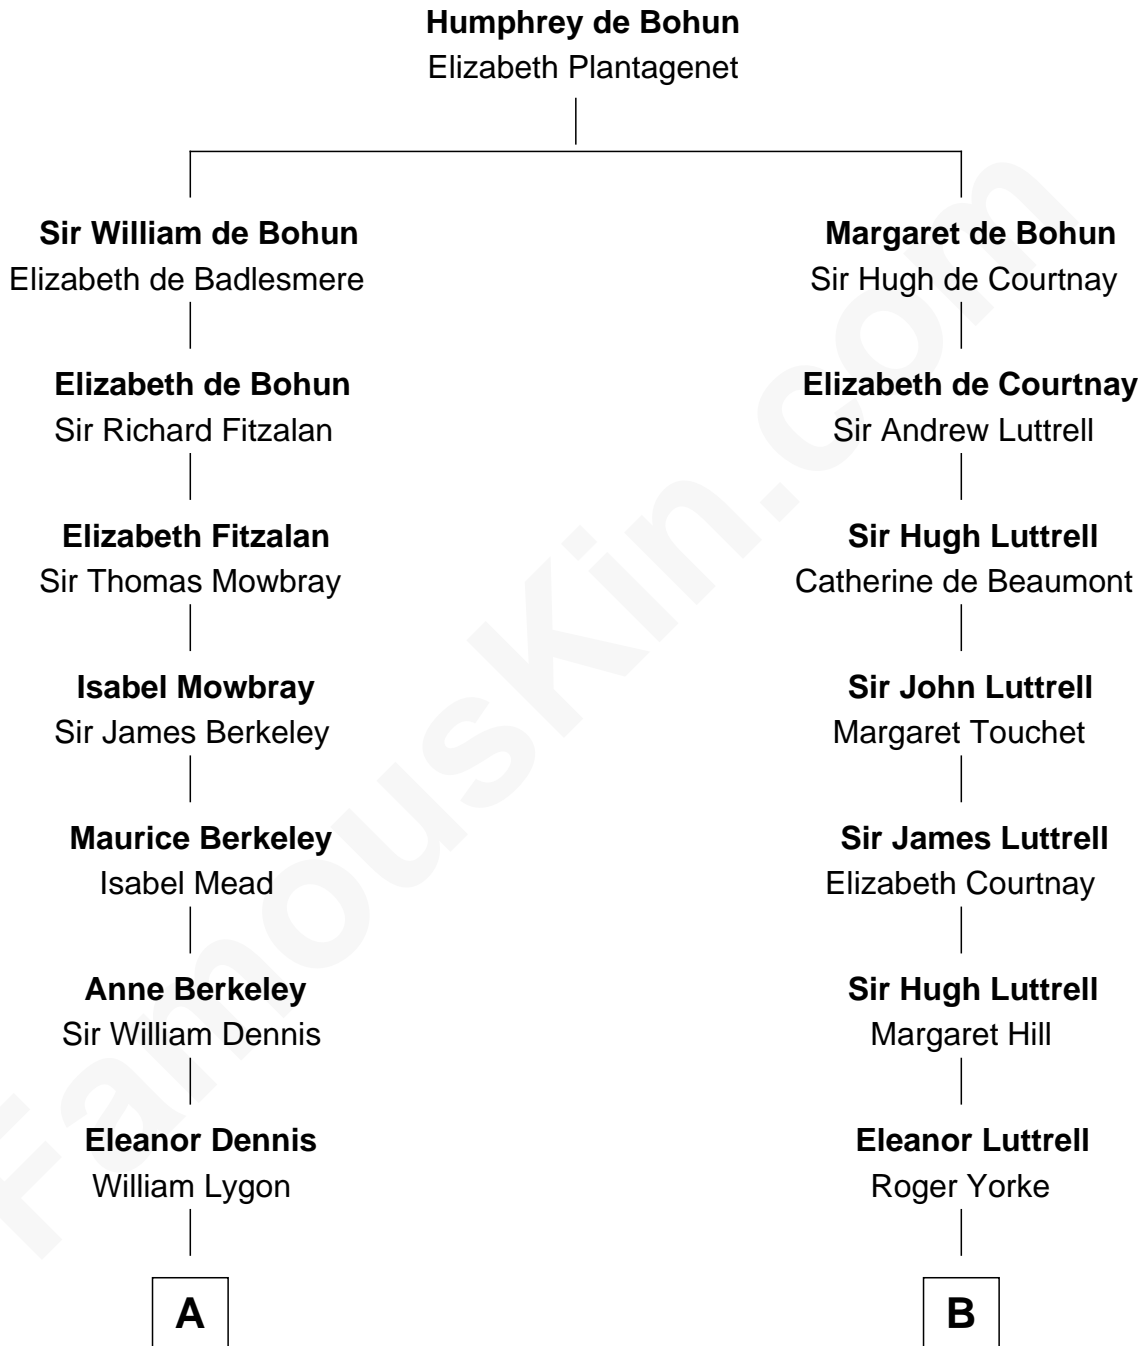 Humphrey de Bohun
Elizabeth Plantagenet
Sir William de Bohun
Elizabeth de Badlesmere
Margaret de Bohun
Sir Hugh de Courtnay
Elizabeth de Bohun
Sir Richard Fitzalan
Elizabeth de Courtnay
Sir Andrew Luttrell
Elizabeth Fitzalan
Sir Thomas Mowbray
Sir Hugh Luttrell
Catherine de Beaumont
Isabel Mowbray
Sir James Berkeley
Sir John Luttrell
Margaret Touchet
Maurice Berkeley
Isabel Mead
Sir James Luttrell
Elizabeth Courtnay
Anne Berkeley
Sir William Dennis
Sir Hugh Luttrell
Margaret Hill
Eleanor Dennis
William Lygon
Eleanor Luttrell
Roger Yorke
A
B
FamousKin.com